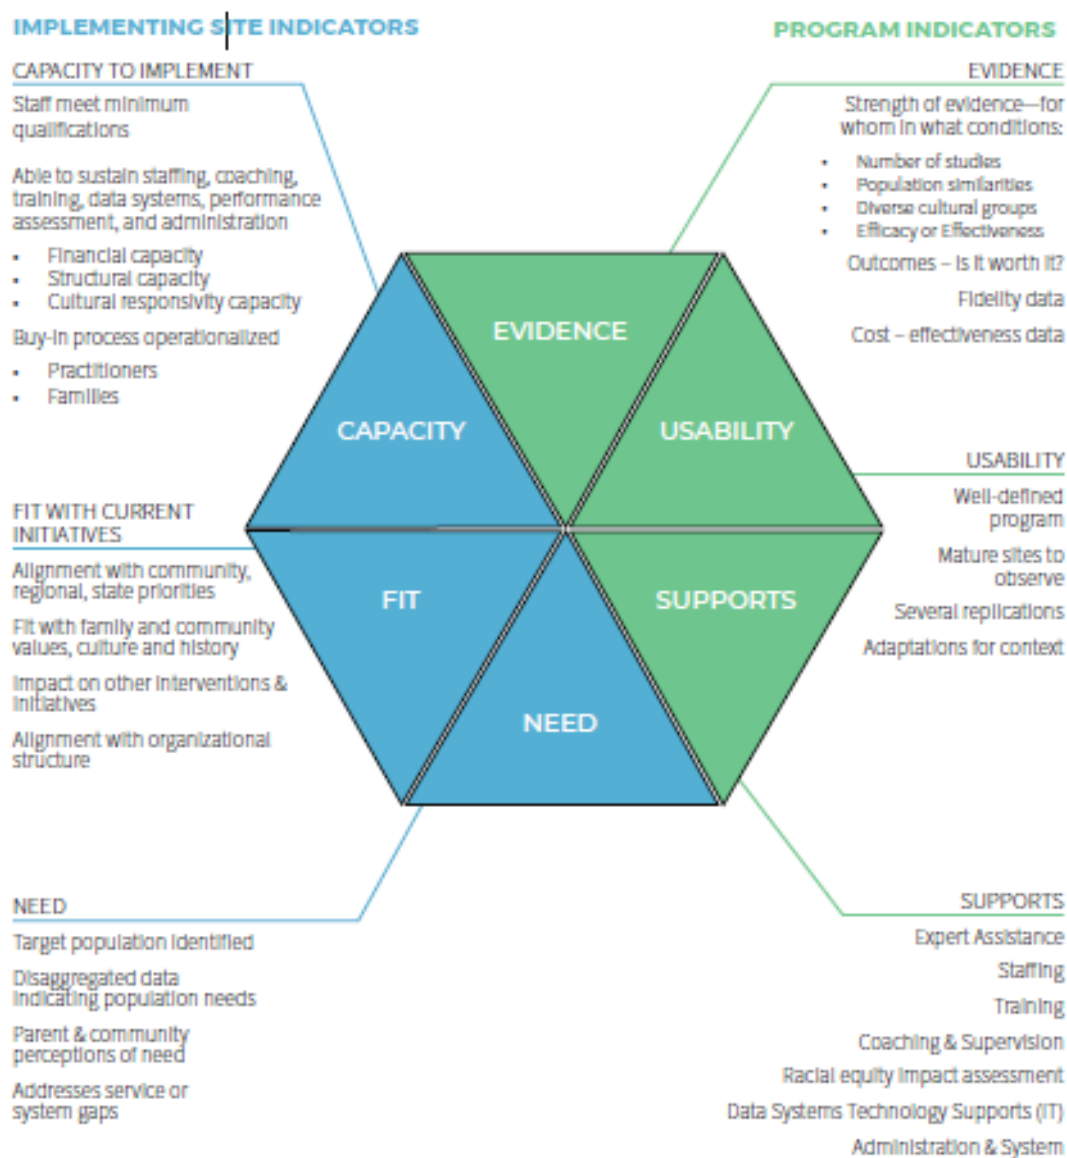 IMPLEMENTING SITE INDICATORS
CAPACITY TO IMPLEMENT
Staff meet minimum
qualifications
Able to sustain staffing, coaching,
training, data systems, performance
assessment, and administration
• Financial capacity
• Structural capacity
• Cultural responsivity capacity
Buy-in process operationalized
• Practitioners
• Families
FIT WITH CURRENT
INITIATIVES
Alignment with community,
regional, state priorities
Fit with family and community
values, culture and history
Impact on other interventions &
initiatives
Alignment with organizational
structure
NEED
Target population identified
Disaggregated data
indicating population needs
Parent & community
perceptions of need
Addresses service or
system gaps
EVIDENCE
CAPACITY
USABILITY
FIT
SUPPORTS
NEED
PROGRAM INDICATORS
EVIDENCE
Strength of evidence—for
whom in what conditions:
• Number of studies
• Population similarities
• Diverse cultural groups
• Efficacy or Effectiveness
Outcomes – Is it worth it?
Fidelity data
Cost – effectiveness data
USABILITY
Well-defined
program
Mature sites to
observe
Several replications
Adaptations for context
SUPPORTS
Expert Assistance
Staffing
Training
Coaching & Supervision
Racial equity impact assessment
Data Systems Technology Supports (IT)
Administration & System